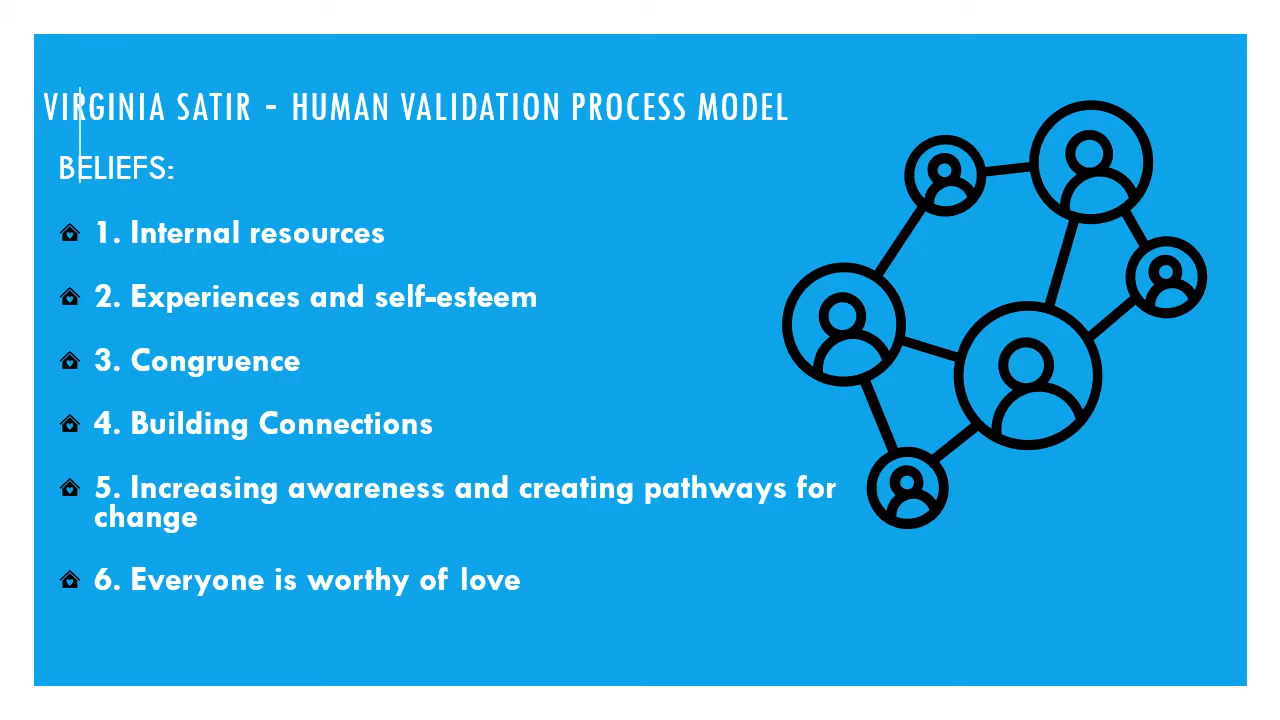 VIRGINIA SATIR - HUMAN VALIDATION PROCESS MODEL
BELIEFS:
1. Internal resources
2. Experiences and self-esteem
3. Congruence
4. Building Connections
5. Increasing awareness and creating pathways for
change
6. Everyone is worthy of love